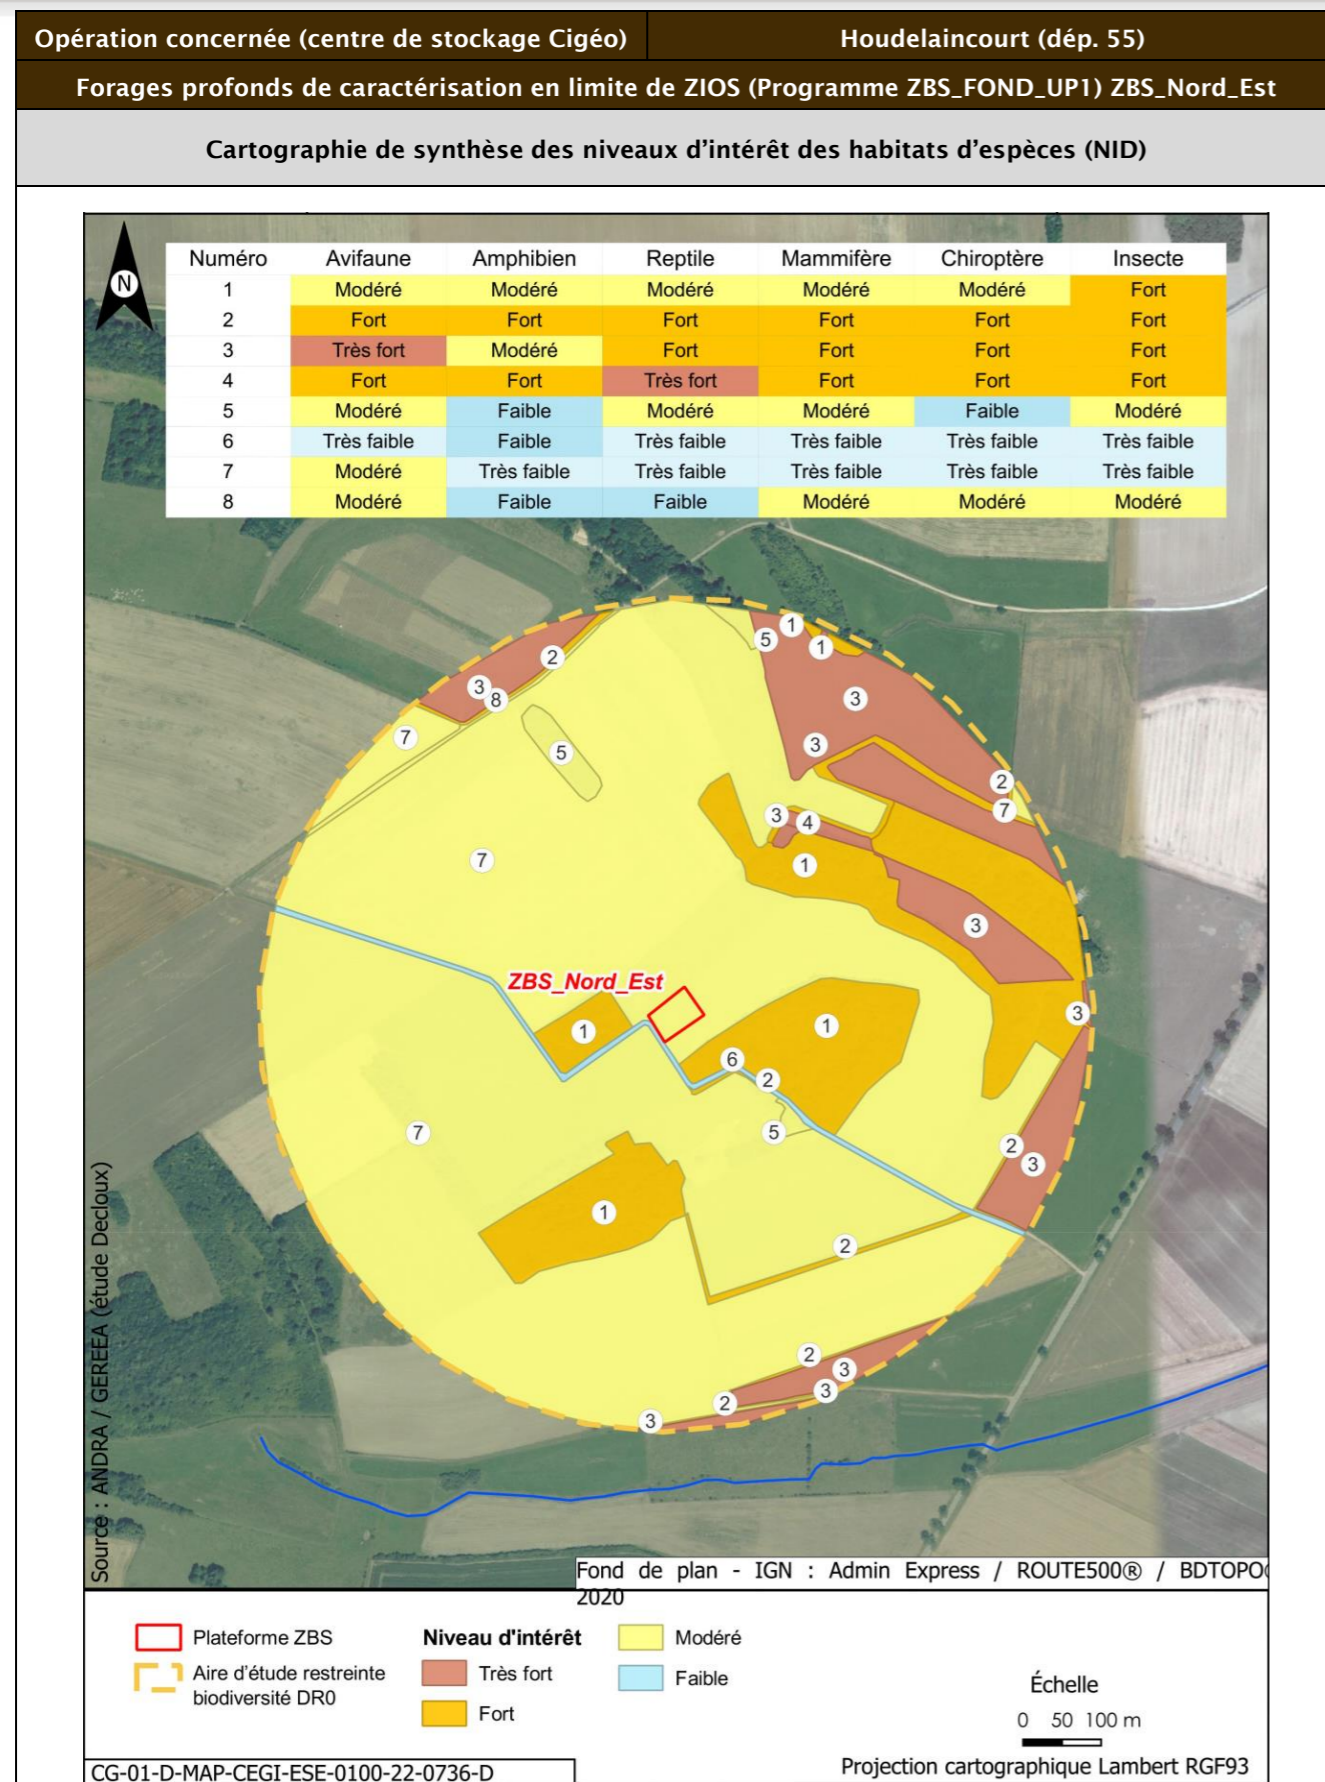 Opération concernée (centre de stockage Cigéo) Houdelaincourt (dép. 55)
Forages profonds de caractérisation en limite de ZIOS (Programme ZBS_FOND_UP1) ZBS_Nord_Est
Cartographie de synthèse des niveaux d'intérêt des habitats d'espèces (NID)
N
Numéro Avifaune Amphibien Reptile Mammifère Chiroptère Insecte
1 Modéré Modéré Modéré Modéré Modéré Fort
2 Fort Fort Fort Fort Fort Fort
3 Très fort Modéré Fort Fort Fort Fort
4 Fort Fort Très fort Fort Fort Fort
5 Modéré Faible Modéré Modéré Faible Modéré
6 Très faible Faible Très faible Très faible Très faible Très faible
7 Modéré Très faible Très faible Très faible Très faible Très faible
8 Modéré Faible Faible Modéré Modéré Modéré
1
5
1
2
3
8
3
7
3
5
2
7
3
4
7
1
3
ZBS_Nord_Est
3
1
1
6
2
7
5
2
3
1
2
2
3
3
2
3
Source : ANDRA / GEREEA (étude Decloux)
Fond de plan - IGN : Admin Express / ROUTE500® / BDTOPO
2020
Plateforme ZBS
Aire d'étude restreinte
biodiversité DR0
Niveau d'intérêt
Très fort
Fort
Modéré
Faible
Échelle
0 50 100 m
Projection cartographique Lambert RGF93
CG-01-D-MAP-CEGI-ESE-0100-22-0736-D